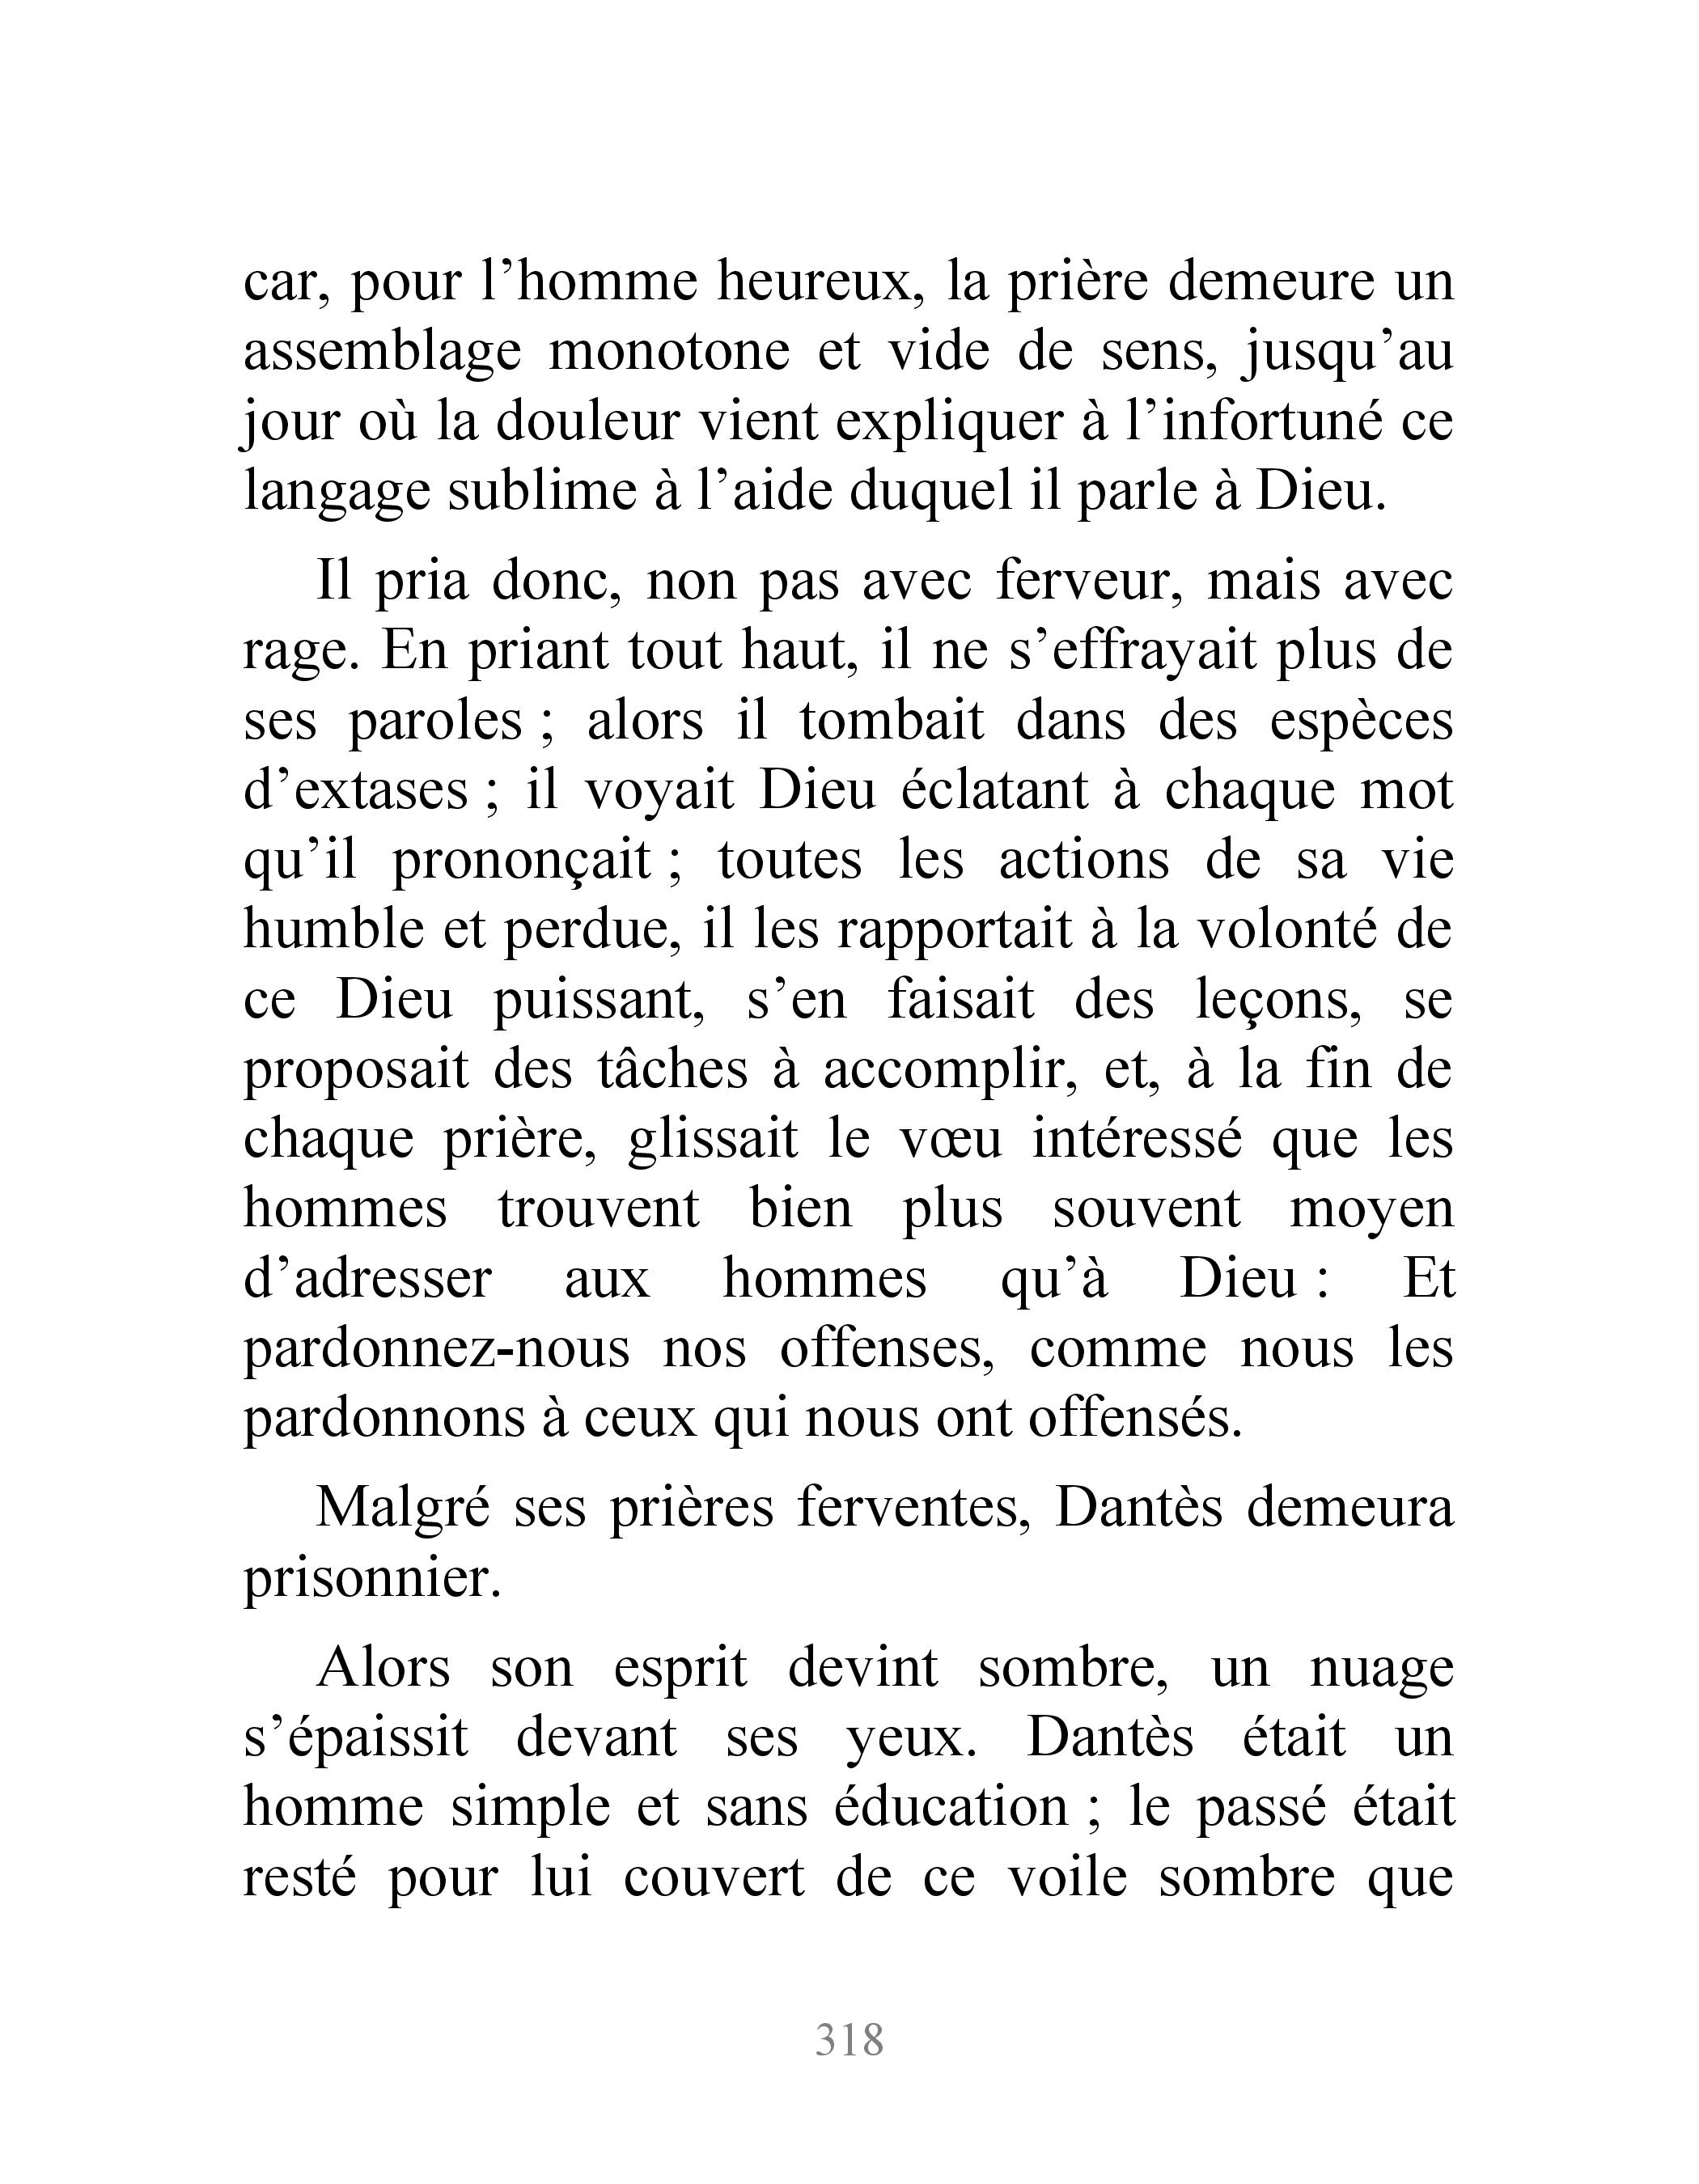 car, pour l’homme heureux, la prière demeure un
assemblage monotone et vide de sens, jusqu’au
jour où la douleur vient expliquer à l’infortuné ce
langage sublime à l’aide duquel il parle à Dieu.
Il pria donc, non pas avec ferveur, mais avec
rage. En priant tout haut, il ne s’effrayait plus de
ses paroles ; alors il tombait dans des espèces
d’extases ; il voyait Dieu éclatant à chaque mot
qu’il prononçait ; toutes les actions de sa vie
humble et perdue, il les rapportait à la volonté de
ce Dieu puissant, s’en faisait des leçons, se
proposait des tâches à accomplir, et, à la fin de
chaque prière, glissait le vœu intéressé que les
hommes trouvent bien plus souvent moyen
d’adresser aux hommes qu’à Dieu : Et
pardonnez-nous nos offenses, comme nous les
pardonnons à ceux qui nous ont offensés.
Malgré ses prières ferventes, Dantès demeura
prisonnier.
Alors son esprit devint sombre, un nuage
s’épaissit devant ses yeux. Dantès était un
homme simple et sans éducation ; le passé était
resté pour lui couvert de ce voile sombre que
318